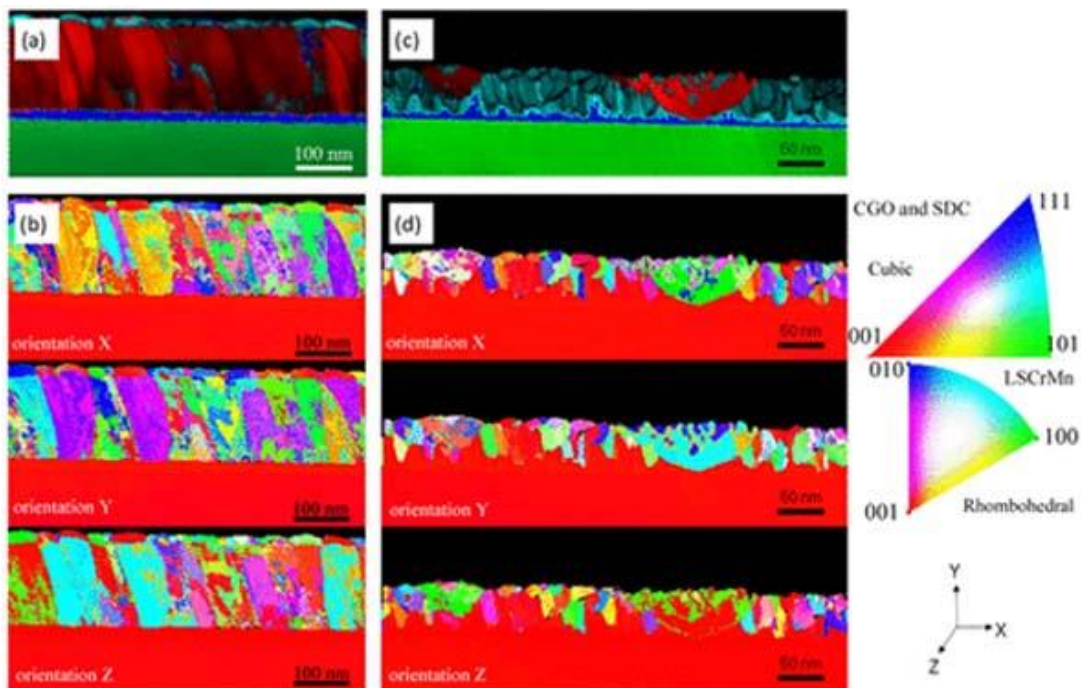 (a)
100 nm
(c)
50 nm
(b)
orientation X
100 nm
orientation Y
100 nm
orientation Z
100 nm
(d)
orientation X
50 nm
orientation Y
50 nm
orientation Z
50 nm
CGO and SDC
111
Cubic
001
101
010
LSCrMn
100
001
Rhombohedral
Y
X
Z